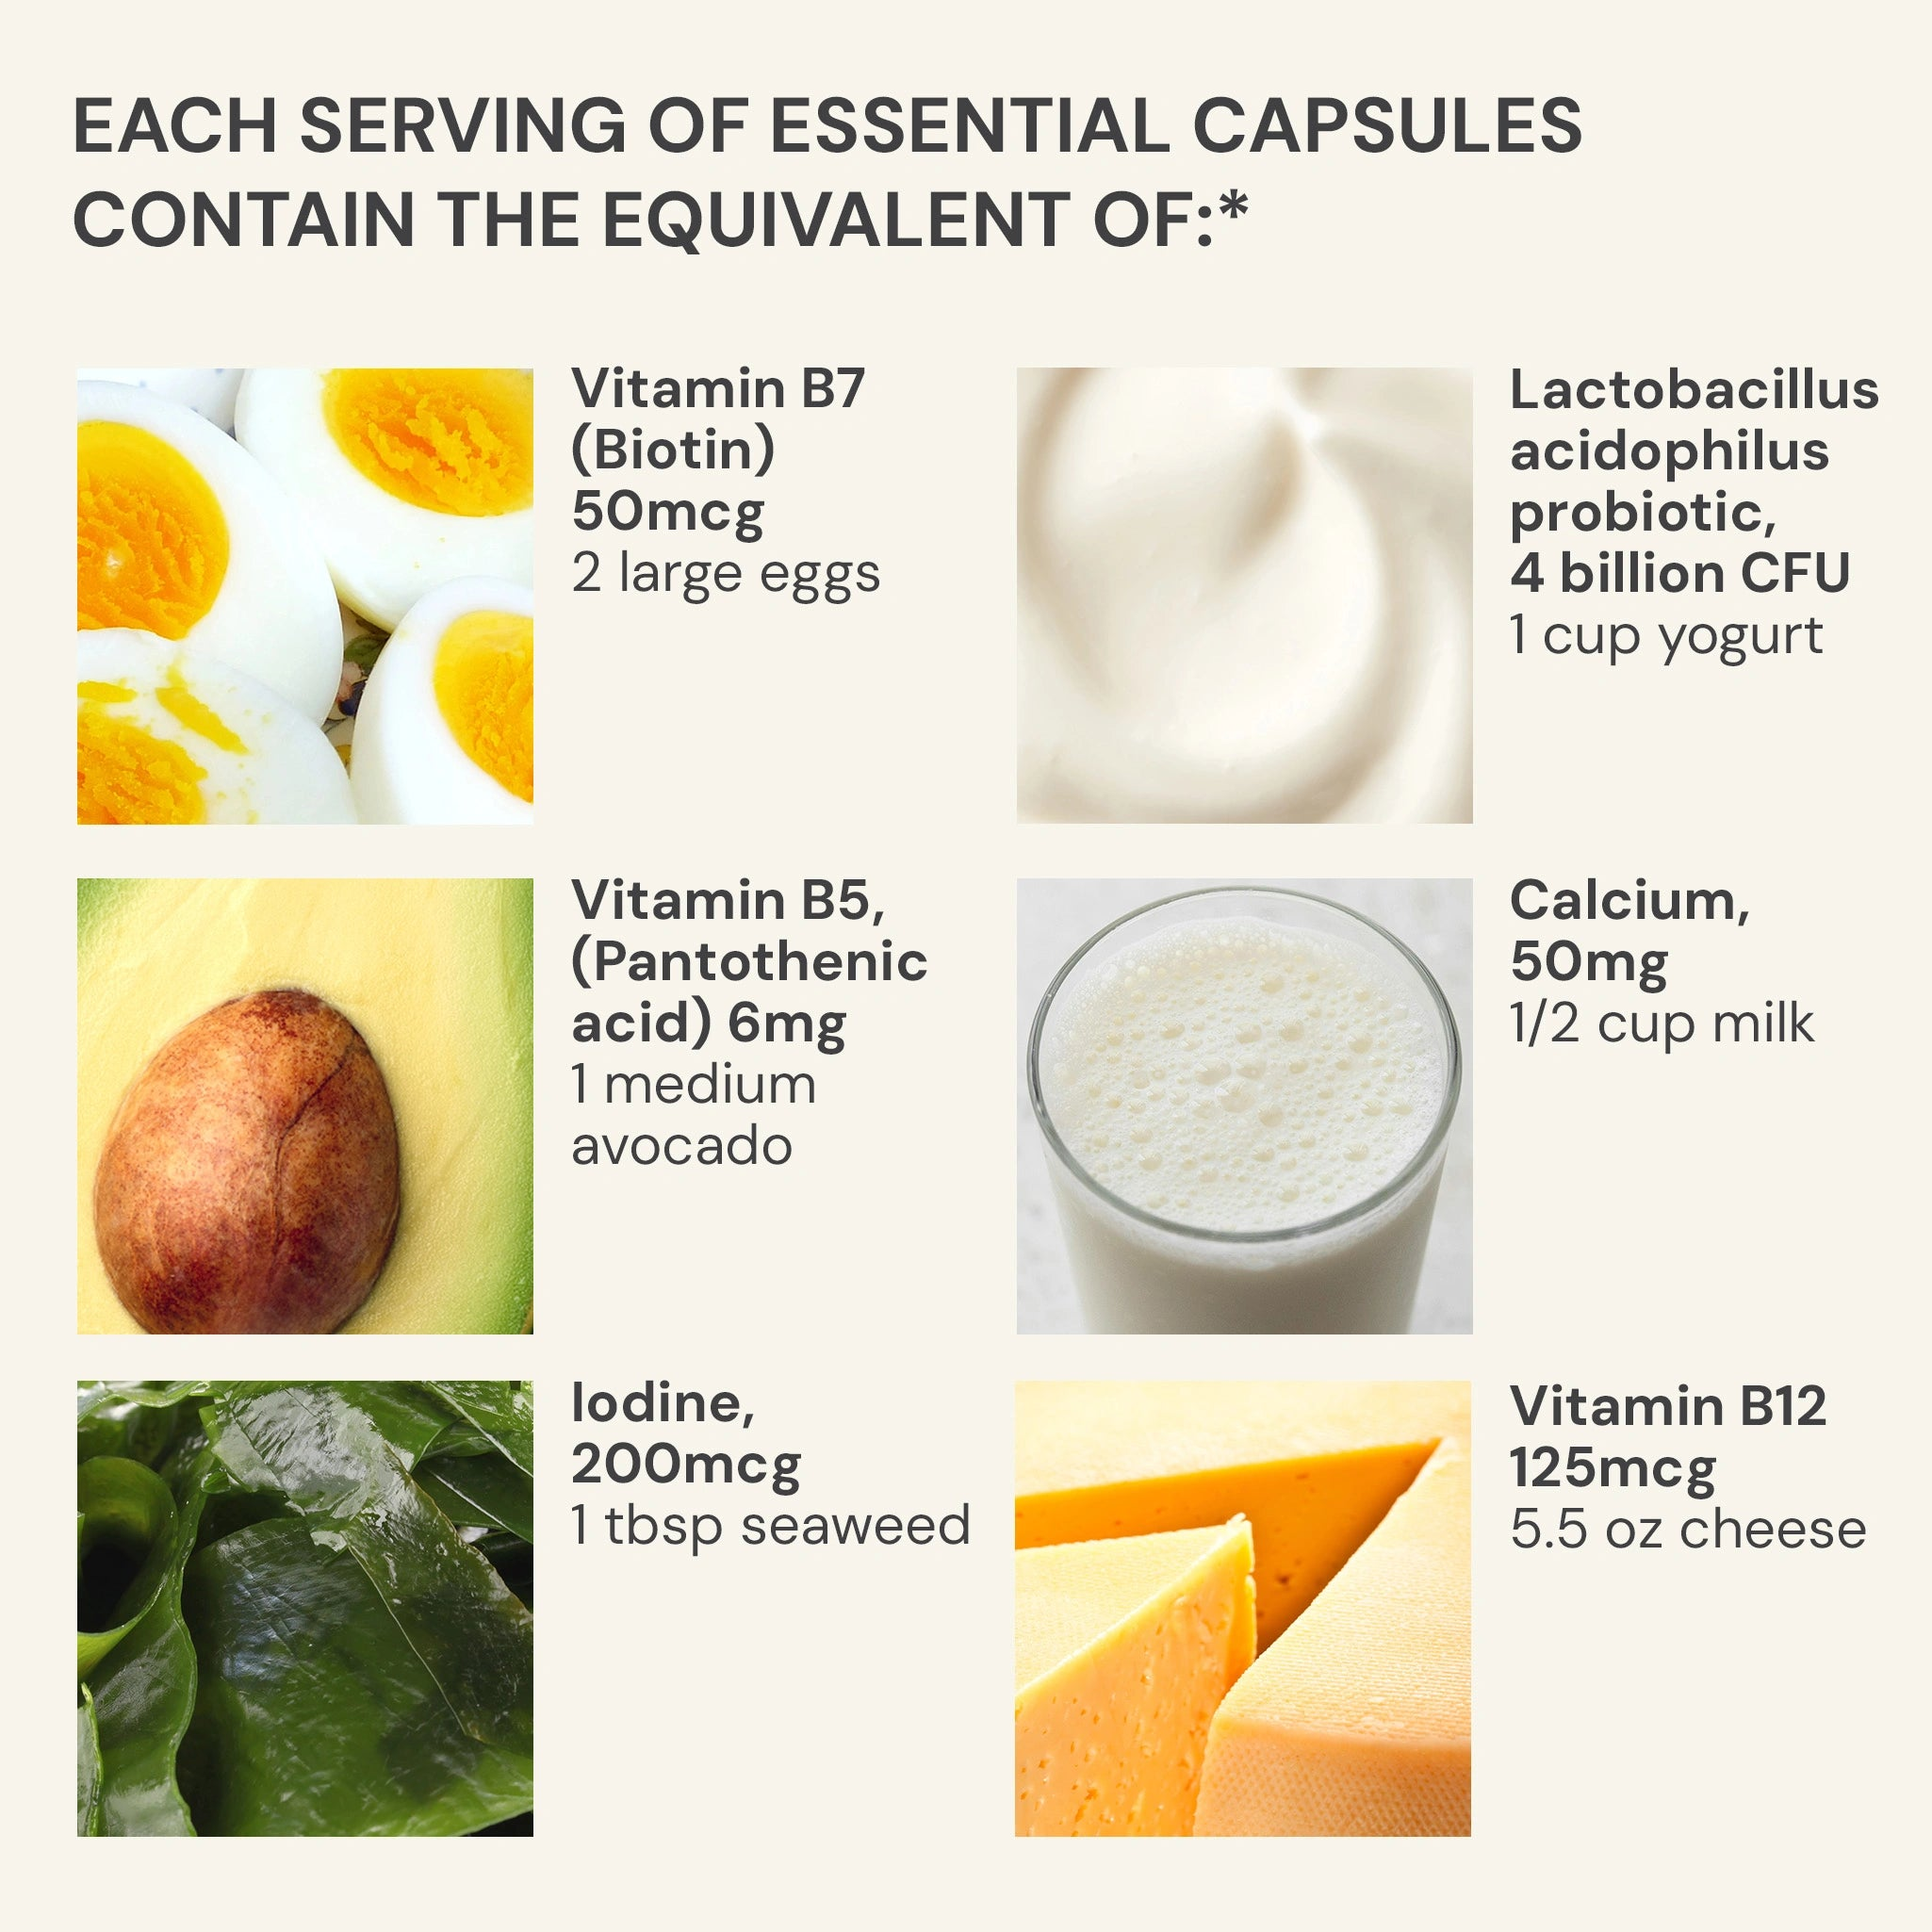 EACH SERVING OF ESSENTIAL CAPSULES
CONTAIN THE EQUIVALENT OF:*
Vitamin B7
(Biotin)
50mcg
2 large eggs
Lactobacillus
acidophilus
probiotic,
4 billion CFU
1 cup yogurt
Vitamin B5,
(Pantothenic
acid) 6mg
1 medium
avocado
Calcium,
50mg
1/2 cup milk
Iodine,
200mcg
1 tbsp seaweed
Vitamin B12
125mcg
5.5 oz cheese